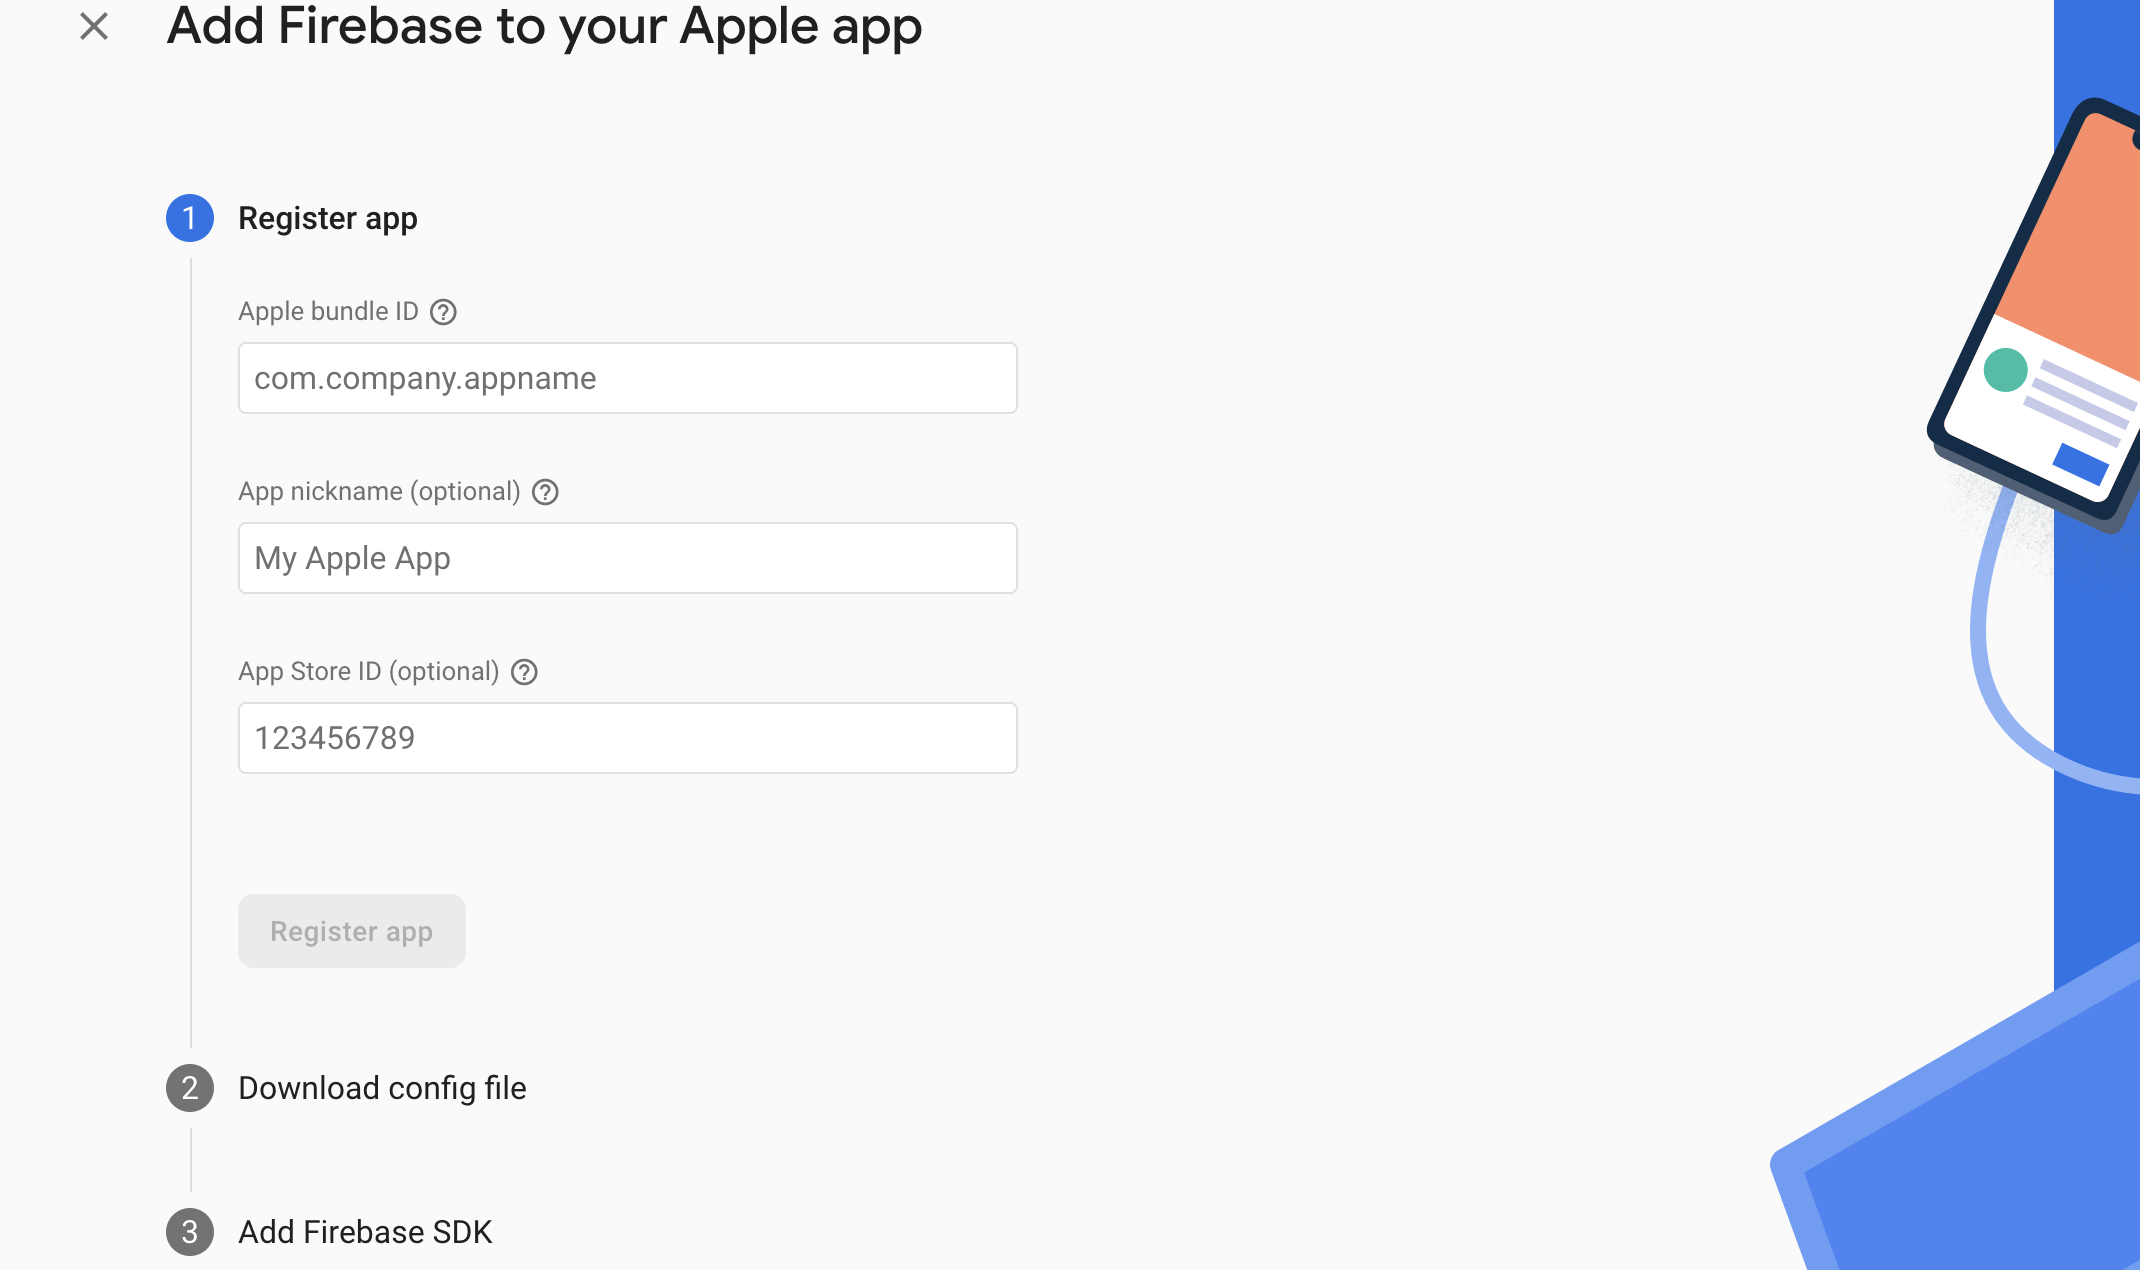 Add Firebase to your Apple app
1 Register app
Apple bundle ID ?
com.company.appname
App nickname (optional) ?
My Apple App
App Store ID (optional) ?
123456789
Register app
2 Download config file
3 Add Firebase SDK